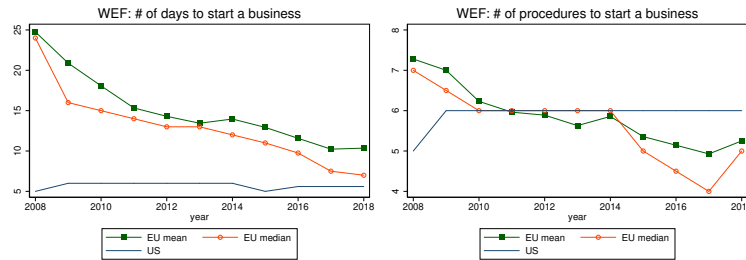 WEF: # of days to start a business
25
20
15
10
5
2008 2010 2012 2014 2016 2018
year
EU mean EU median
US
WEF: # of procedures to start a business
8
7
6
5
4
2008 2010 2012 2014 2016 201
year
EU mean EU median
US